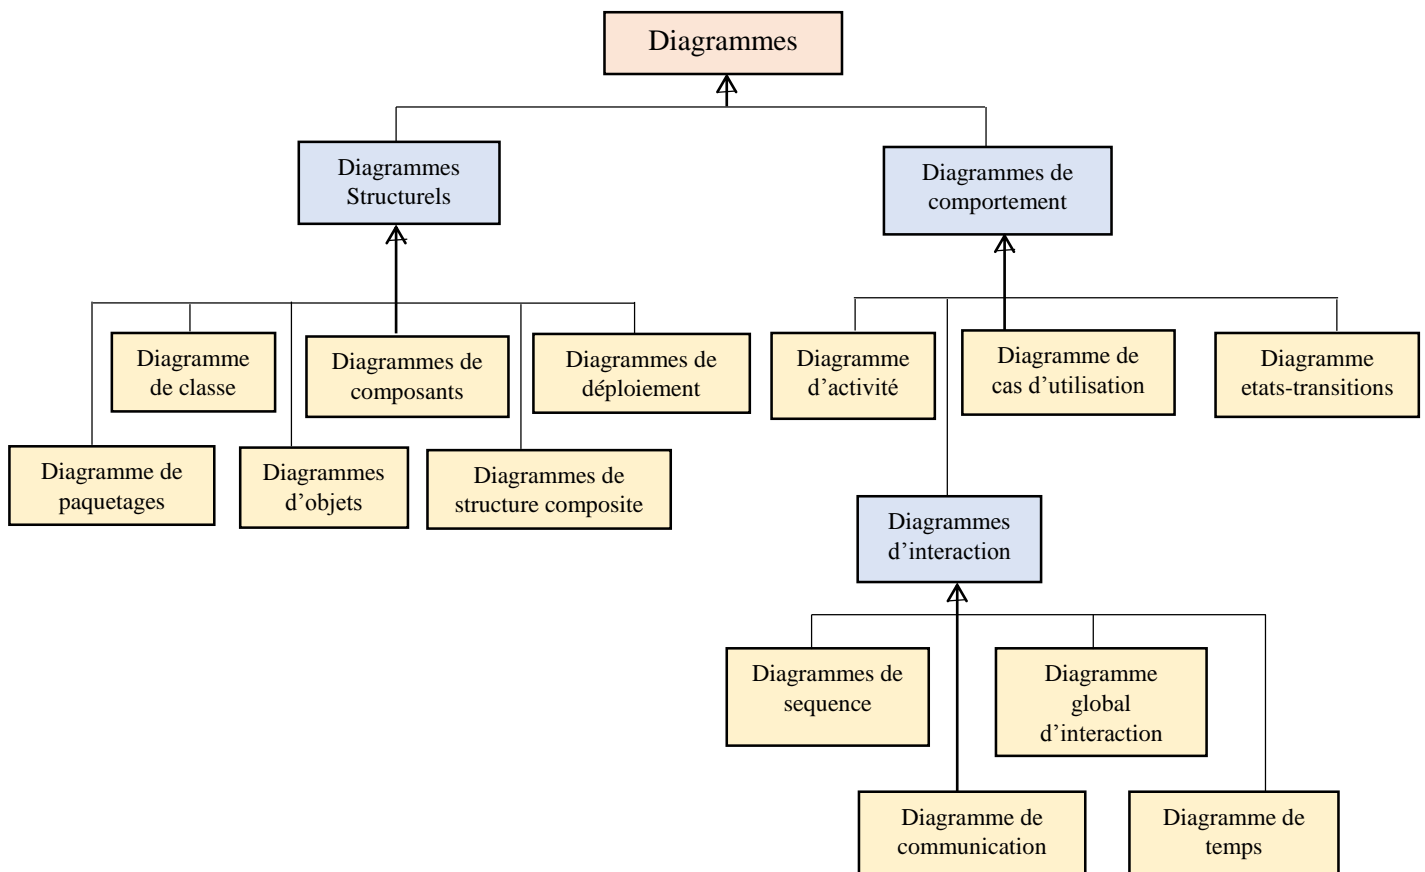 Diagrammes
Diagrammes
Structurels
Diagrammes de
comportement
Diagramme
de classe
Diagrammes de
composants
Diagrammes de
déploiement
Diagramme
d’activité
Diagramme de
cas d’utilisation
Diagramme
etats-transitions
Diagramme de
paquetages
Diagrammes
d’objets
Diagrammes de
structure composite
Diagrammes
d’interaction
Diagrammes de
sequence
Diagramme
global
d’interaction
Diagramme de
communication
Diagramme de
temps